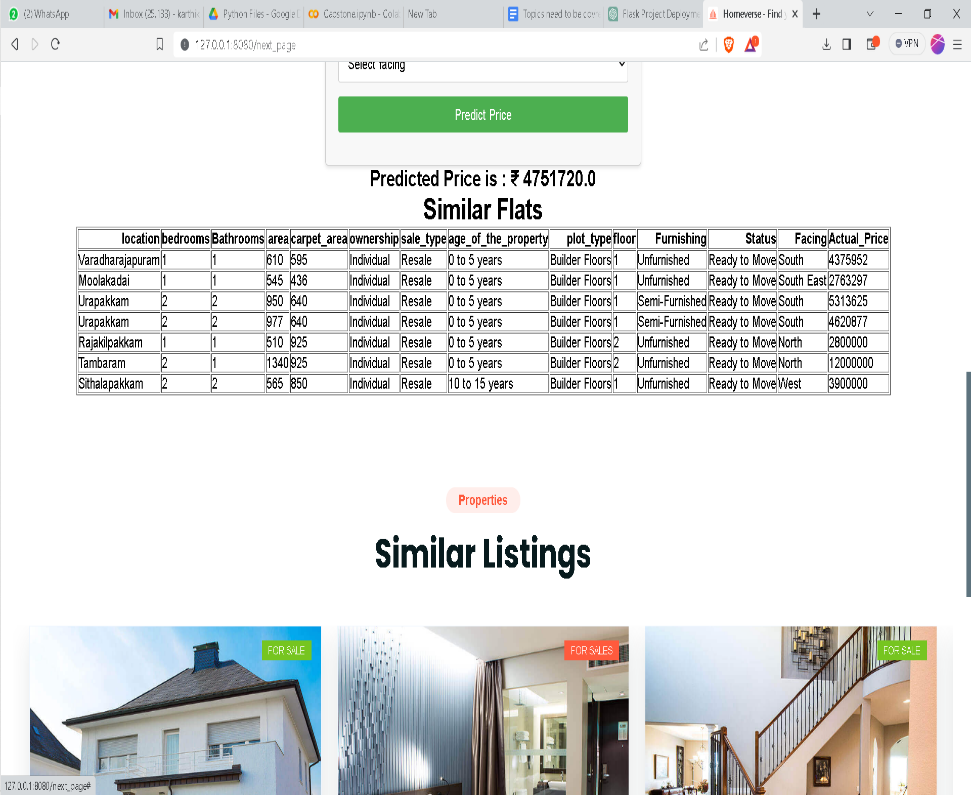 (2) WhatsApp Inbox (25,133) - karthi Python Files - Google D Capstone.ipynb - Cola New Tab Topics need to be cov Flask Project Deploym Homeverse - Find y
127.0.0.1:8080/next_page VPN
Select facing
Predict Price
Predicted Price is : ₹ 4751720.0
Similar Flats
location bedrooms Bathrooms area carpet_area ownership sale_type age_of_the_property plot_type floor Furnishing Status Facing Actual_Price
Varadharajapuram 1 1 610 595 Individual Resale 0 to 5 years Builder Floors 1 Unfurnished Ready to Move South 4375952
Moolakadai 1 1 545 436 Individual Resale 0 to 5 years Builder Floors 1 Unfurnished Ready to Move South East 2763297
Urapakkam 2 2 950 640 Individual Resale 0 to 5 years Builder Floors 1 Semi-Furnished Ready to Move South 5313625
Urapakkam 2 2 977 640 Individual Resale 0 to 5 years Builder Floors 1 Semi-Furnished Ready to Move South 4620877
Rajakilpakkam 1 1 510 925 Individual Resale 0 to 5 years Builder Floors 2 Unfurnished Ready to Move North 2800000
Tambaram 2 1 1340 925 Individual Resale 0 to 5 years Builder Floors 2 Unfurnished Ready to Move North 12000000
Sithalapakkam 2 2 565 850 Individual Resale 10 to 15 years Builder Floors 1 Unfurnished Ready to Move West 3900000
Properties
Similar Listings
FOR SALE FOR SALES FOR SALE
127.0.0.1:8080/next_page#